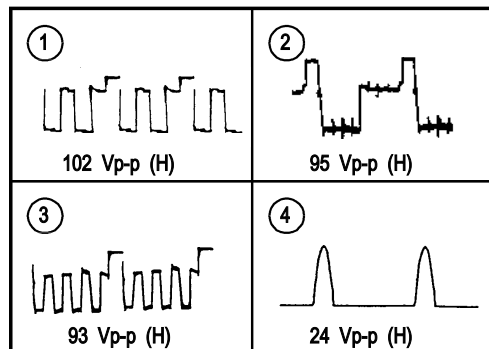 1
2
102 Vp-p (H)
95 Vp-p (H)
3
4
93 Vp-p (H)
24 Vp-p (H)